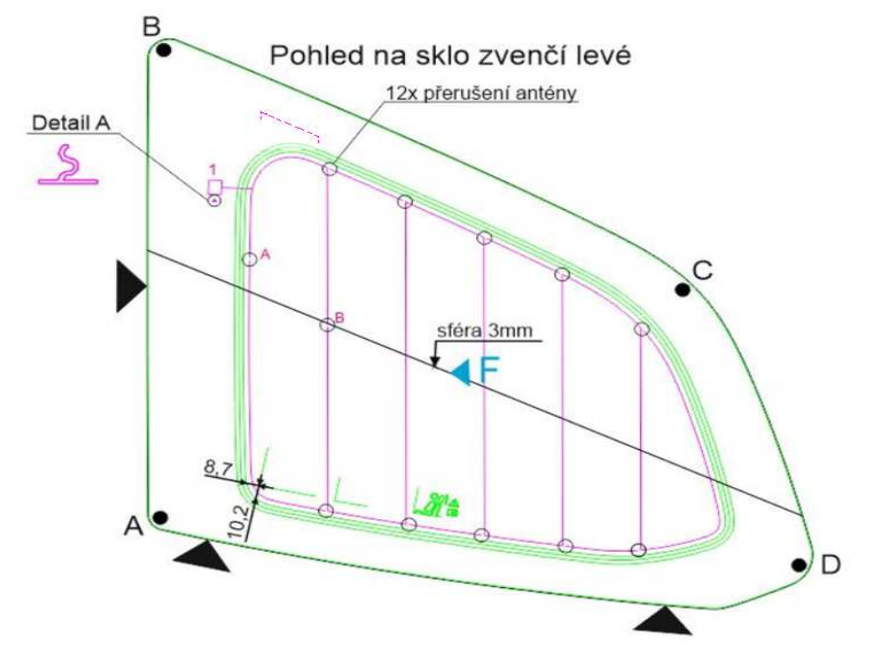 B
Pohled na sklo zvenčí levé
12x přerušení antény
Detail A
1
A
C
B
sféra 3mm
F
8,7
10,2
A
D